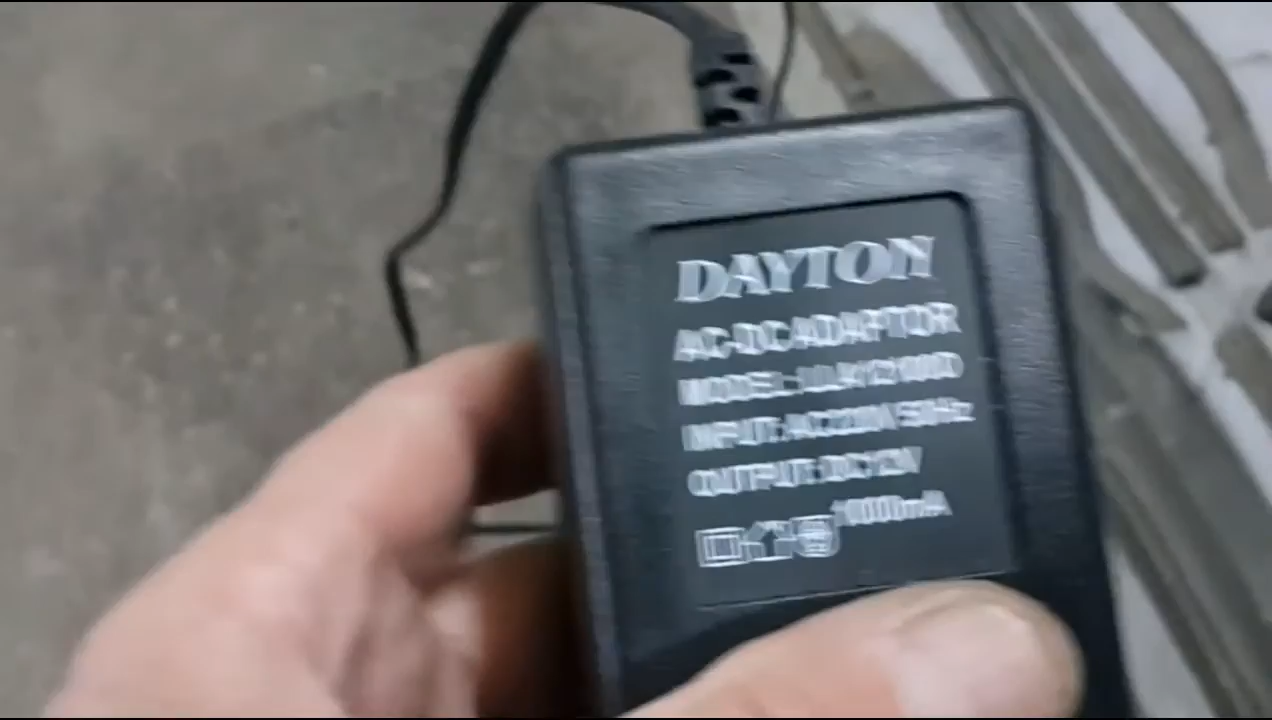 DAYTON
AC-DC ADAPTOR
MODEL:
INPUT: AC220V 50Hz
OUTPUT: DC12V
1000mA